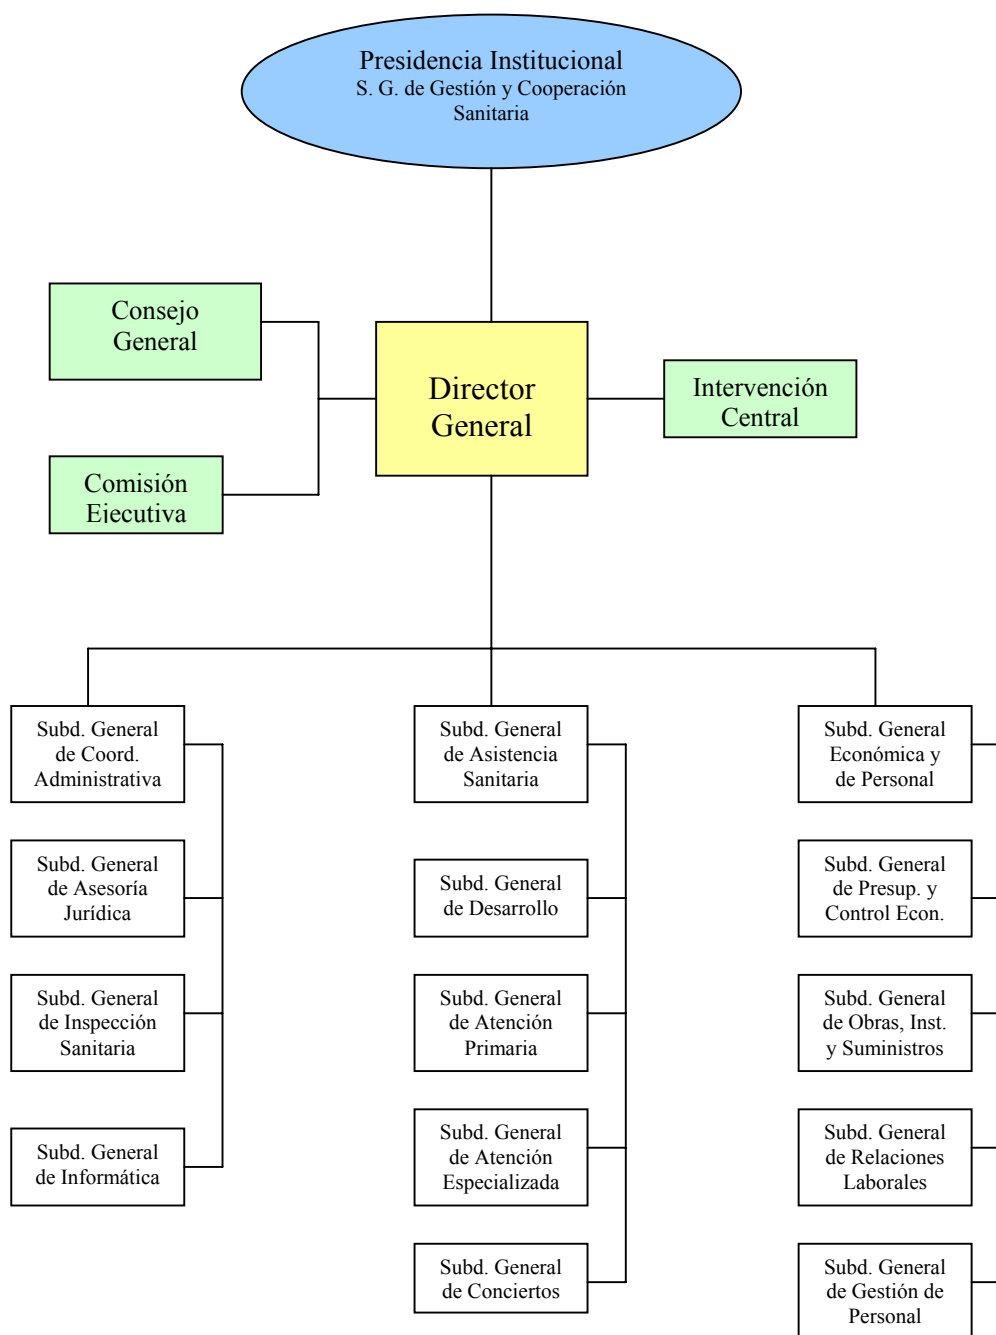 Presidencia Institucional
S. G. de Gestión y Cooperación
Sanitaria
Consejo
General
Director
General
Intervención
Central
Comisión
Ejecutiva
Subd. General
de Coord.
Administrativa
Subd. General
de Asesoría
Jurídica
Subd. General
de Inspección
Sanitaria
Subd. General
de Informática
Subd. General
de Asistencia
Sanitaria
Subd. General
de Desarrollo
Subd. General
de Atención
Primaria
Subd. General
de Atención
Especializada
Subd. General
de Conciertos
Subd. General
Económica y
de Personal
Subd. General
de Presup. y
Control Econ.
Subd. General
de Obras, Inst.
y Suministros
Subd. General
de Relaciones
Laborales
Subd. General
de Gestión de
Personal